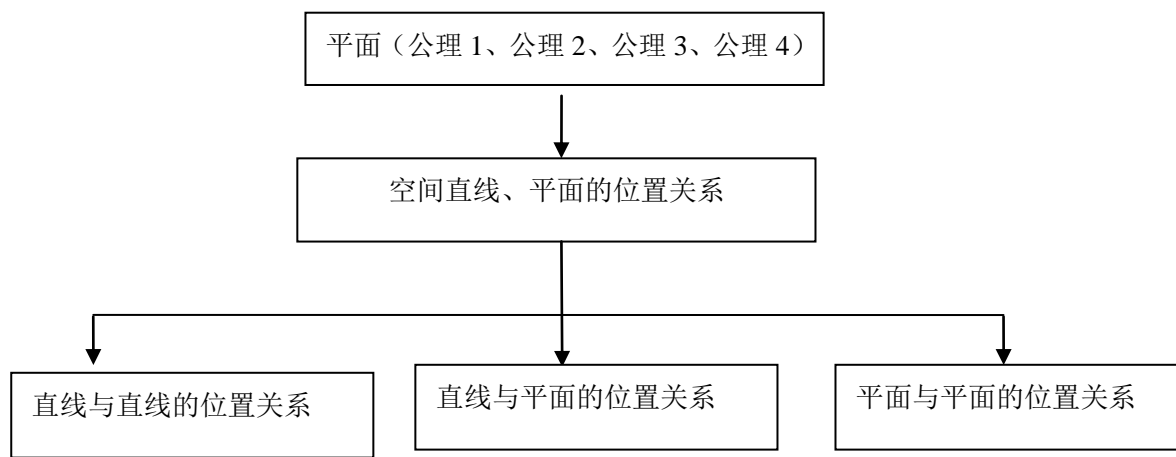 平面（公理 1、公理 2、公理 3、公理 4）
空间直线、平面的位置关系
直线与直线的位置关系
直线与平面的位置关系
平面与平面的位置关系